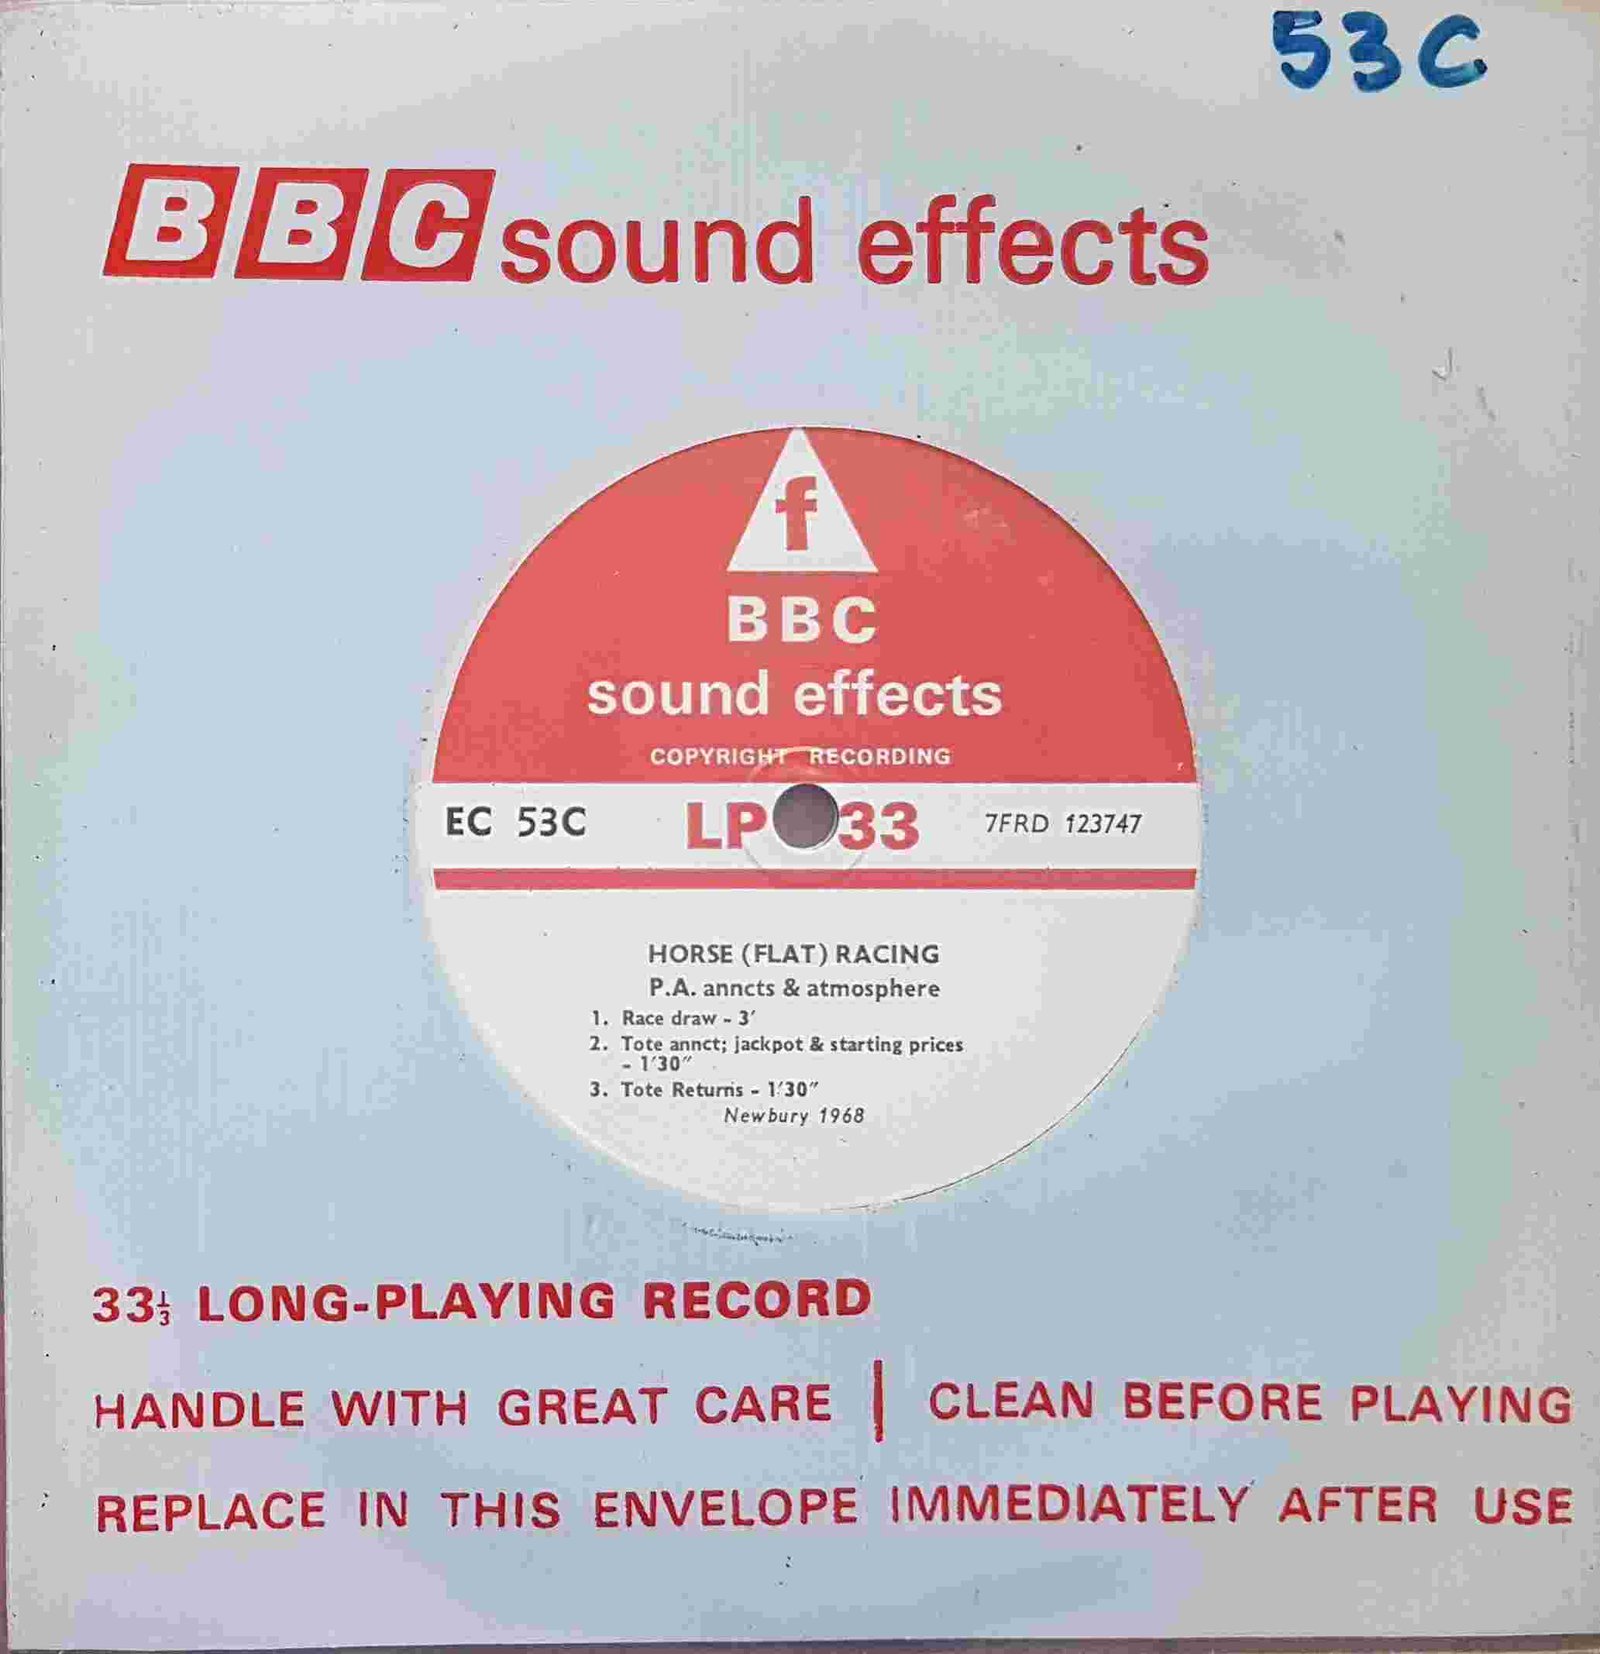 53C
BBC sound effects
f
BBC
sound effects
COPYRIGHT RECORDING
EC 53C LP 33 7FRD 123747
HORSE (FLAT) RACING
P.A. anncts & atmosphere
1. Race draw - 3′
2. Tote annct; jackpot & starting prices
- 1′30″
3. Tote Returns - 1′30″
Newbury 1968
33⅓ LONG-PLAYING RECORD
HANDLE WITH GREAT CARE | CLEAN BEFORE PLAYING
REPLACE IN THIS ENVELOPE IMMEDIATELY AFTER USE